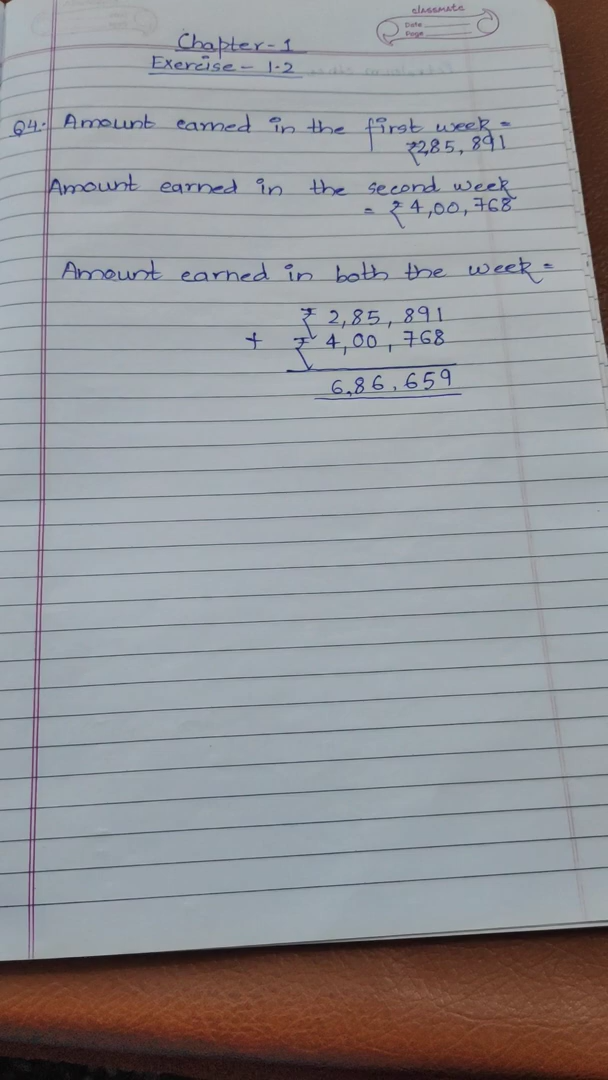 classmate
Date
Page
Chapter-1
Exercise - 1.2
Q4. Amount earned in the first week =
₹285,891
Amount earned in the second week
= ₹4,00,768
Amount earned in both the week =
₹ 2,85,891
+ ₹ 4,00,768
6,86,659